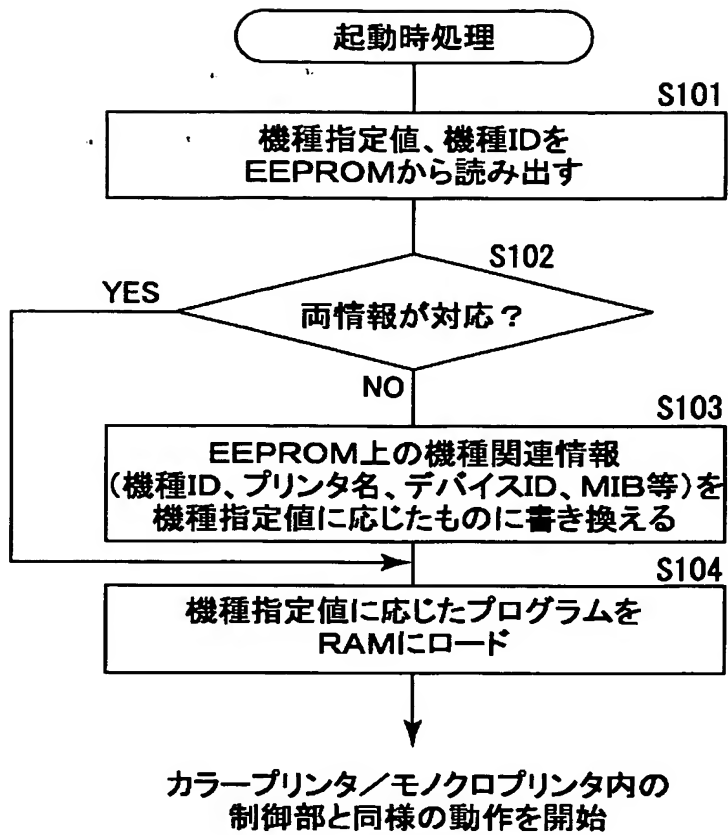 起動時処理
S101
機種指定値、機種IDを
EEPROMから読み出す
S102
YES
両情報が対応?
NO
S103
EEPROM上の機種関連情報
(機種ID、プリンタ名、デバイスID、MIB等)を
機種指定値に応じたものに書き換える
S104
機種指定値に応じたプログラムを
RAMにロード
カラープリンタ/モノクロプリンタ内の
制御部と同様の動作を開始